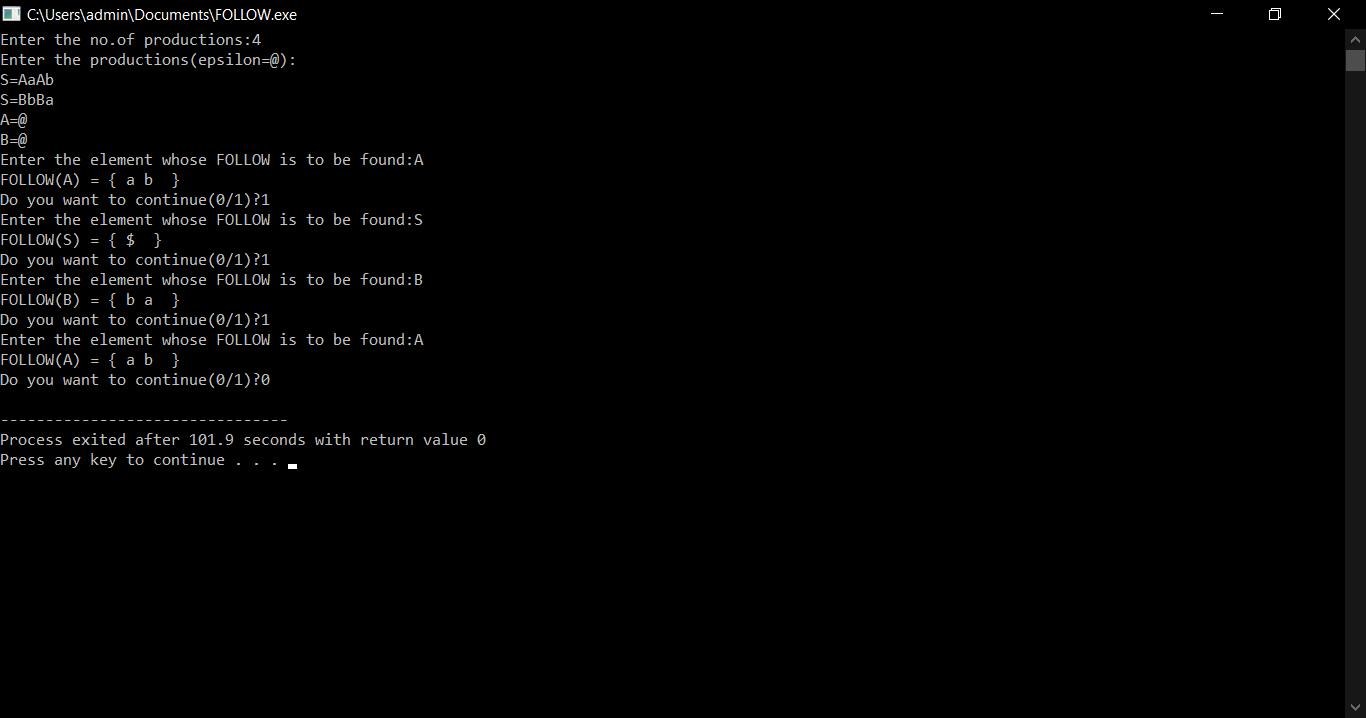 C:\Users\admin\Documents\FOLLOW.exe
Enter the no.of productions:4
Enter the productions(epsilon=@):
S=AaAb
S=BbBa
A=@
B=@
Enter the element whose FOLLOW is to be found:A
FOLLOW(A) = { a b  }
Do you want to continue(0/1)?1
Enter the element whose FOLLOW is to be found:S
FOLLOW(S) = { $  }
Do you want to continue(0/1)?1
Enter the element whose FOLLOW is to be found:B
FOLLOW(B) = { b a  }
Do you want to continue(0/1)?1
Enter the element whose FOLLOW is to be found:A
FOLLOW(A) = { a b  }
Do you want to continue(0/1)?0
--------------------------------
Process exited after 101.9 seconds with return value 0
Press any key to continue . . .